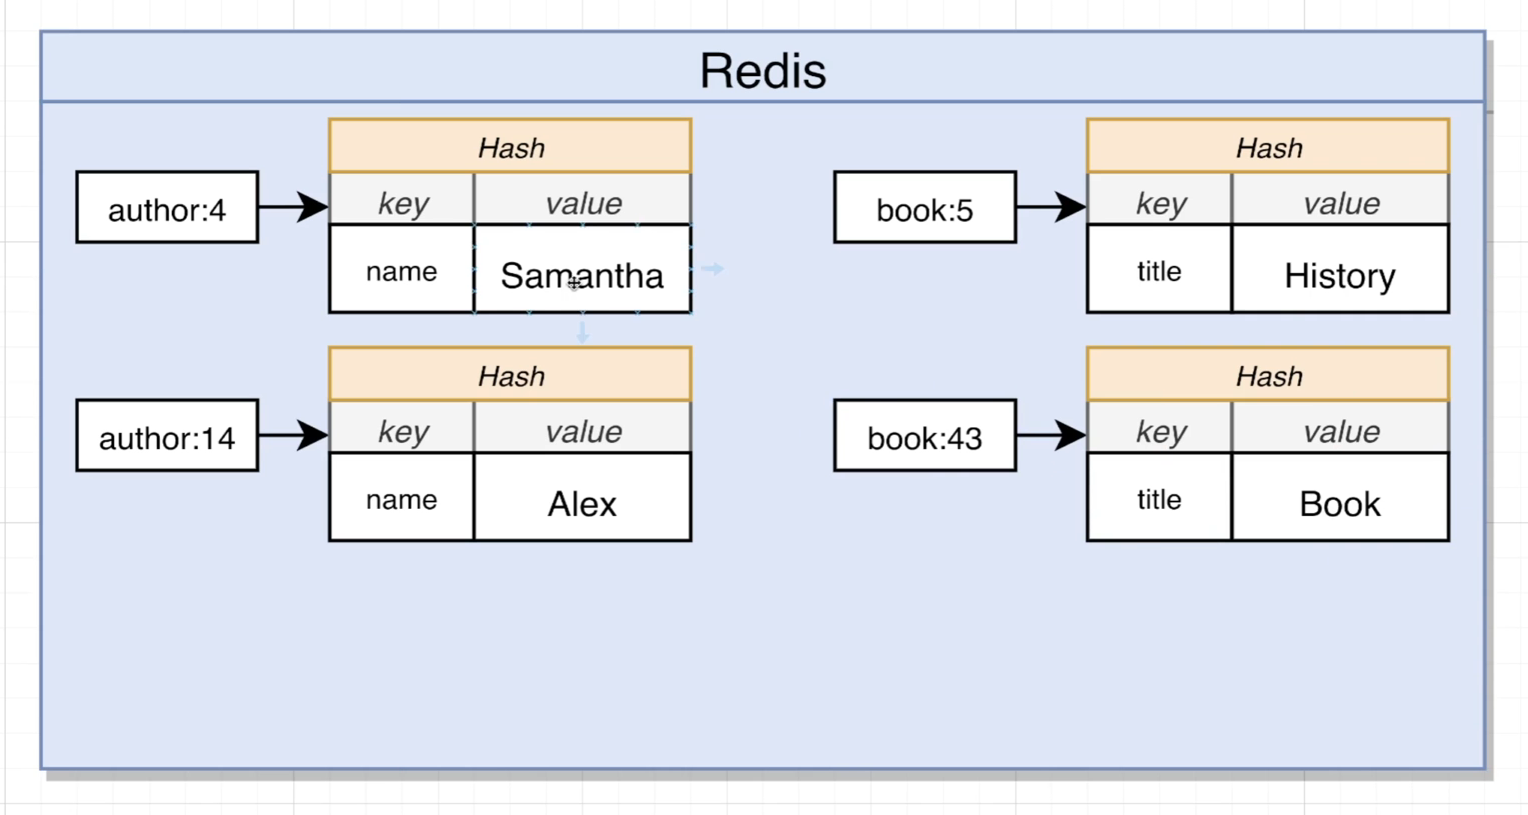 Redis
Hash
author:4
key value
name Samantha
Hash
book:5
key value
title History
Hash
author:14
key value
name Alex
Hash
book:43
key value
title Book